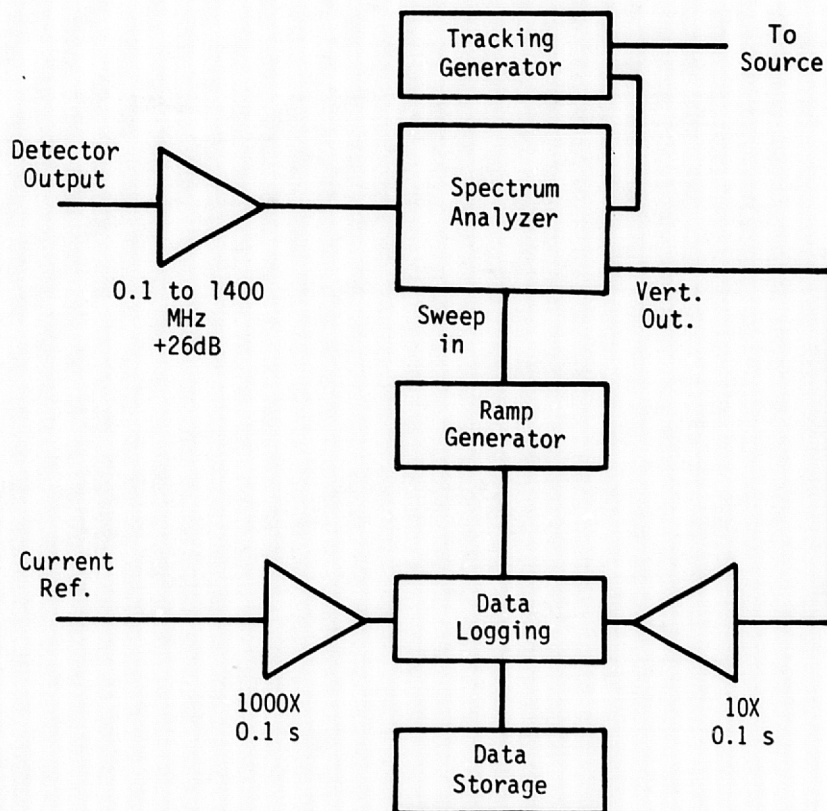 Tracking
Generator
To
Source
Detector
Output
Spectrum
Analyzer
0.1 to 1400
MHz
+26dB
Sweep
in
Vert.
Out.
Ramp
Generator
Current
Ref.
Data
Logging
1000X
0.1 s
10X
0.1 s
Data
Storage